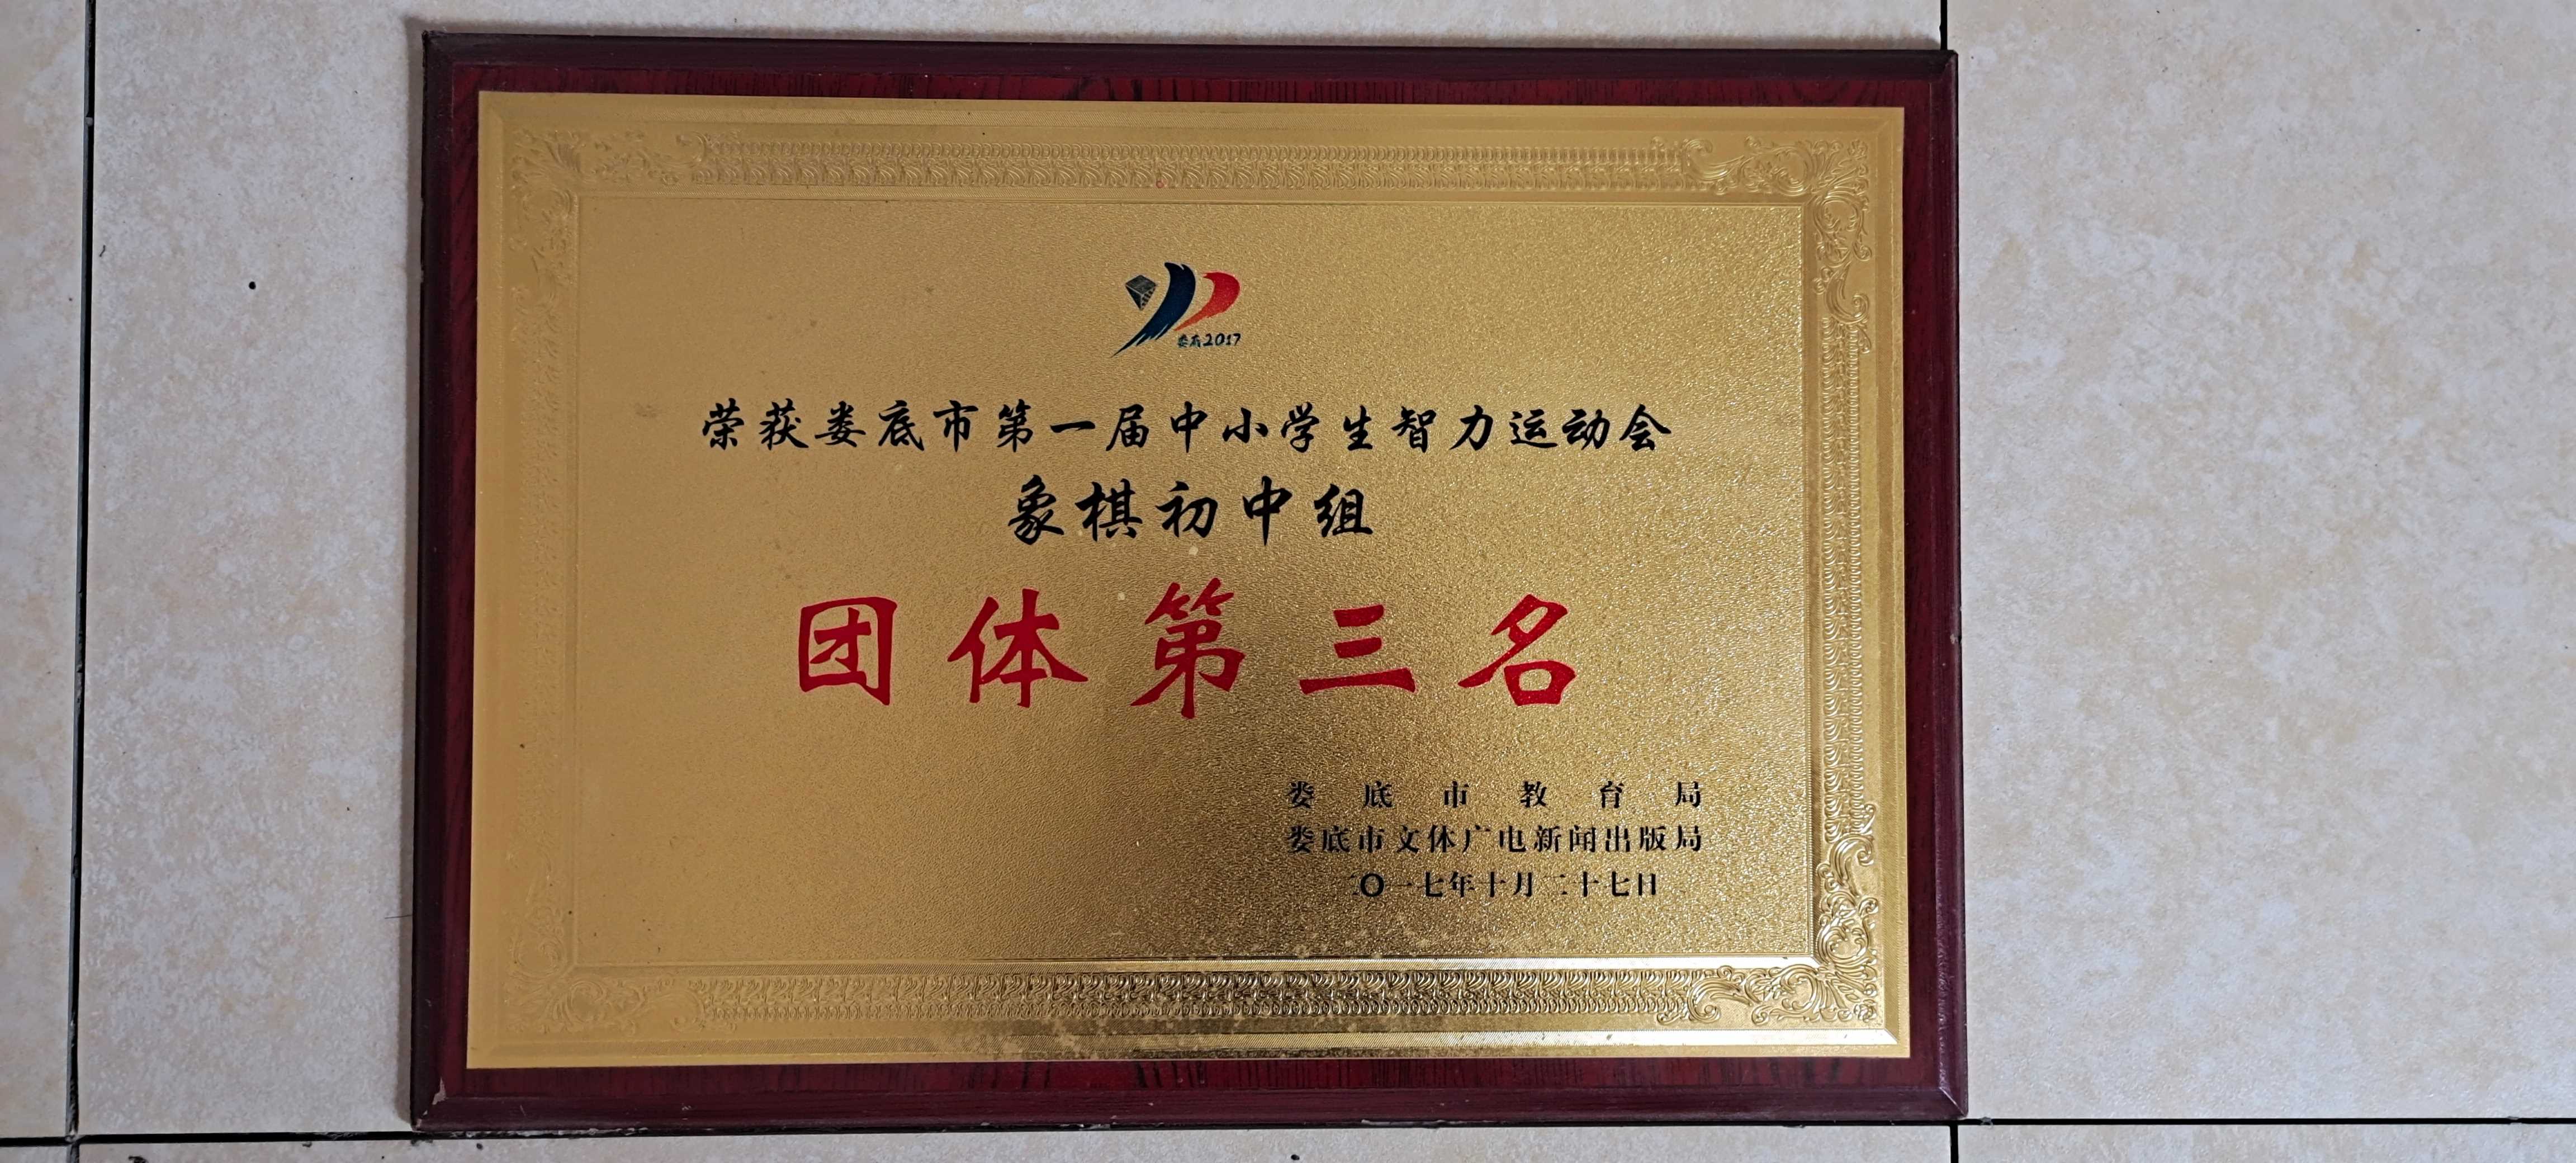 娄底2017
荣获娄底市第一届中小学生智力运动会
象棋初中组
团体第三名
娄底市教育局
娄底市文体广电新闻出版局
二〇一七年十月二十七日